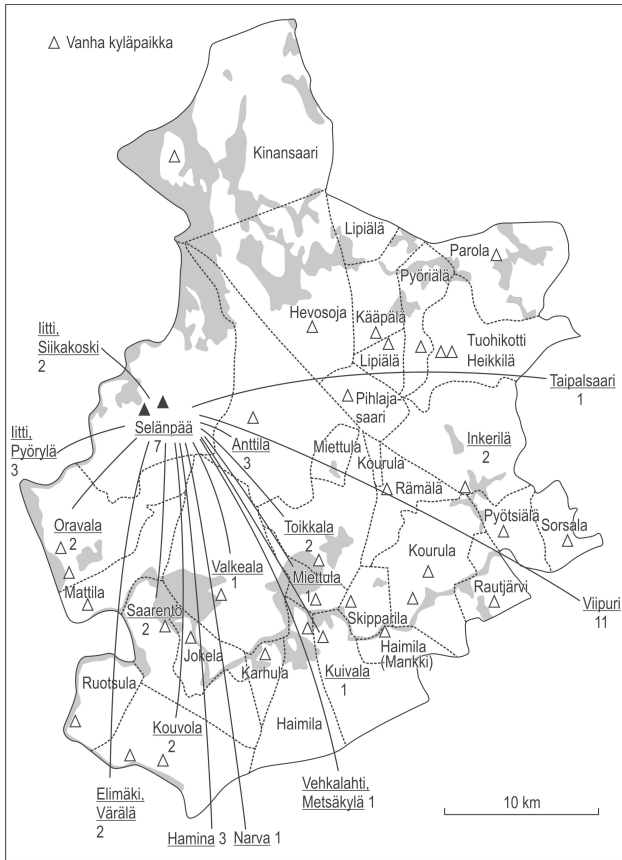 △ Vanha kyläpaikka
Kinansaari
Lipiälä
Parola
Pyöriälä
Hevosoja
Kääpälä
Lipiälä
Tuohikotti
Heikkilä
Iitti,
Siikakoski
2
Taipalsaari
1
Pihlaja-
saari
Selänpää
7
Anttila
3
Iitti,
Pyörylä
3
Miettula
Kourula
Inkerilä
2
Rämälä
Oravala
2
Toikkala
2
Pyötsiälä
Sorsala
Kourula
Valkeala
1
Miettula
1
Mattila
Rautjärvi
Viipuri
11
Saarento
2
Skipparila
Jokela
Haimila
(Mankki)
Karhula
Kuivala
1
Ruotsula
Kouvola
2
Haimila
Elimäki,
Värälä
2
Vehkalahti,
Metsäkylä 1
10 km
Hamina 3
Narva 1